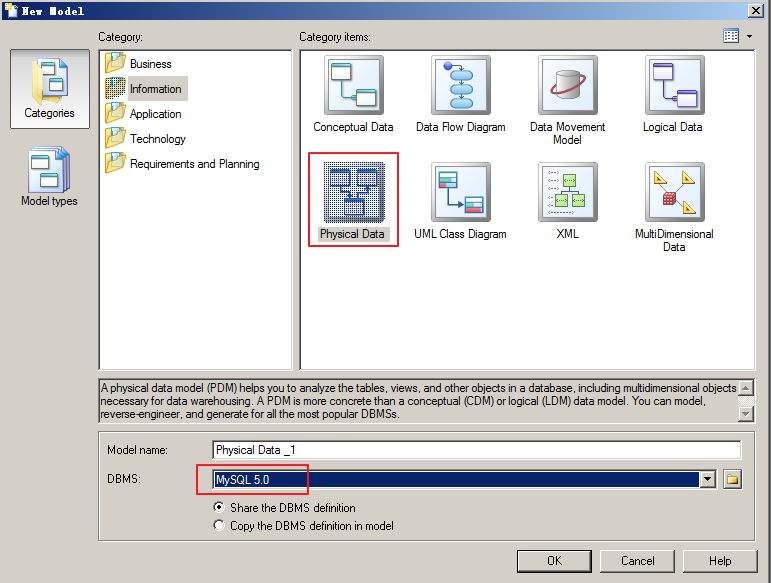 New Model
Category:
Category items:
Categories
Model types
Business
Information
Application
Technology
Requirements and Planning
Conceptual Data
Data Flow Diagram
Data Movement
Model
Logical Data
Physical Data
UML Class Diagram
XML
MultiDimensional
Data
A physical data model (PDM) helps you to analyze the tables, views, and other objects in a database, including multidimensional objects
necessary for data warehousing. A PDM is more concrete than a conceptual (CDM) or logical (LDM) data model. You can model,
reverse-engineer, and generate for all the most popular DBMSs.
Model name:
Physical Data _1
DBMS:
MySQL 5.0
Share the DBMS definition
Copy the DBMS definition in model
OK
Cancel
Help